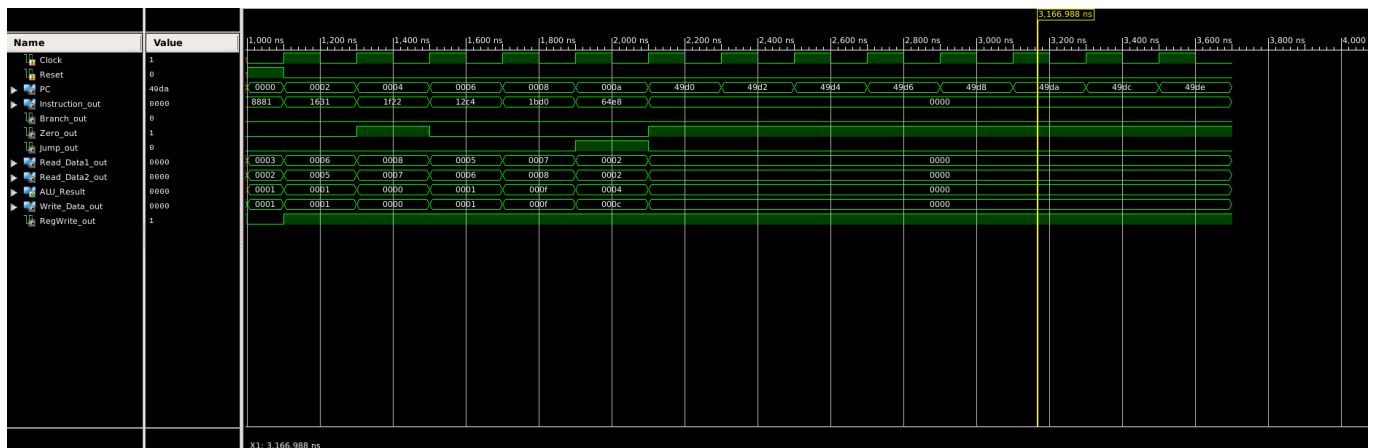 3,166.988 ns
Name Value 1,000 ns 1,200 ns 1,400 ns 1,600 ns 1,800 ns 2,000 ns 2,200 ns 2,400 ns 2,600 ns 2,800 ns 3,000 ns 3,200 ns 3,400 ns 3,600 ns 3,800 ns 4,000
Clock 1
Reset 0
PC 49da 0000 0002 0004 0006 0008 000a 49d0 49d2 49d4 49d6 49d8 49da 49dc 49de
Instruction_out 0000 8881 1631 1f22 12c4 1bd0 64e8 0000
Branch_out 0
Zero_out 1
Jump_out 0
Read_Data1_out 0000 0003 0006 0008 0005 0007 0002 0000
Read_Data2_out 0000 0002 0005 0007 0006 0008 0002 0000
ALU_Result 0000 0001 0001 0000 0001 000f 0004 0000
Write_Data_out 0000 0001 0001 0000 0001 000f 000c 0000
RegWrite_out 1
X1: 3,166.988 ns